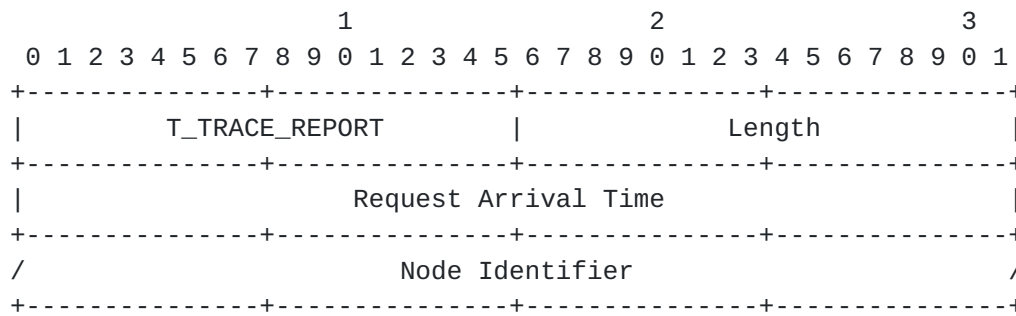 1                   2                   3
 0 1 2 3 4 5 6 7 8 9 0 1 2 3 4 5 6 7 8 9 0 1 2 3 4 5 6 7 8 9 0 1
+---------------+---------------+---------------+---------------+
|         T_TRACE_REPORT        |             Length            |
+---------------+---------------+---------------+---------------+
|                     Request Arrival Time                      |
+---------------+---------------+---------------+---------------+
/                        Node Identifier                        /
+---------------+---------------+---------------+---------------+